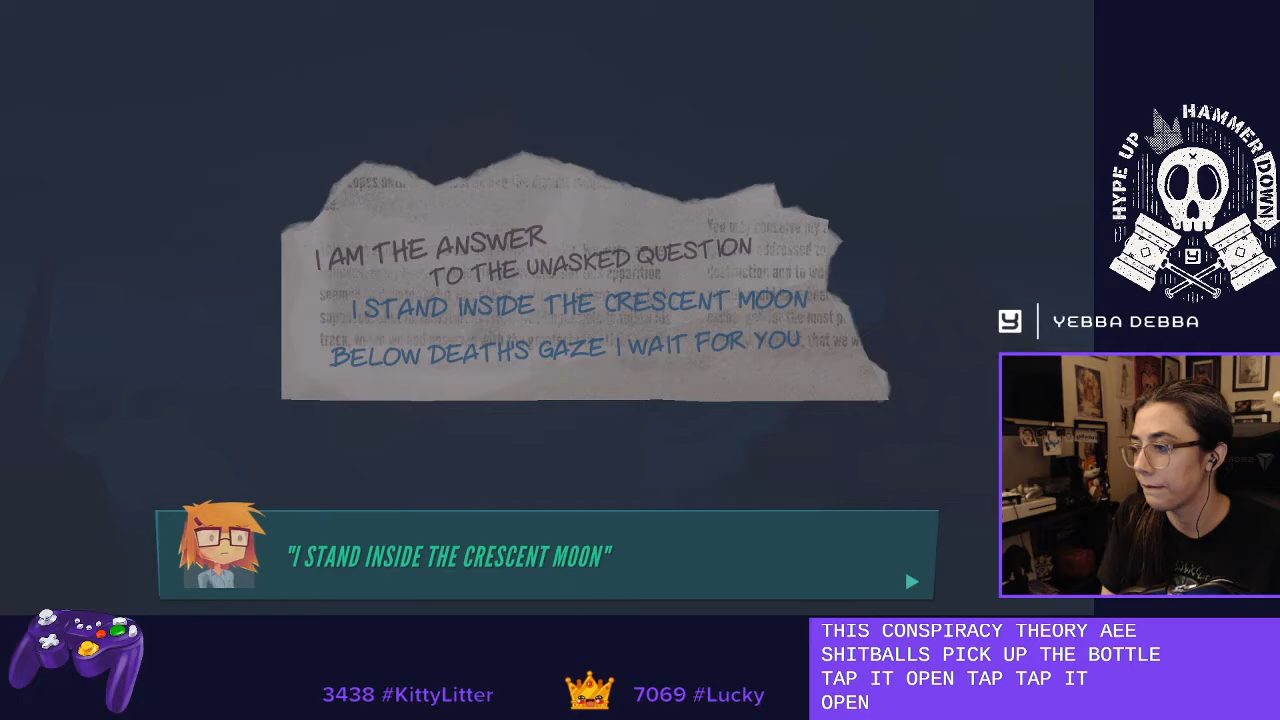 I AM THE ANSWER
TO THE UNASKED QUESTION
I STAND INSIDE THE CRESCENT MOON
BELOW DEATH'S GAZE I WAIT FOR YOU
"I STAND INSIDE THE CRESCENT MOON"
HYPE UP
HAMMER DOWN
YEBBA DEBBA
3438 #KittyLitter
7069 #Lucky
THIS CONSPIRACY THEORY AEE
SHITBALLS PICK UP THE BOTTLE
TAP IT OPEN TAP TAP IT
OPEN